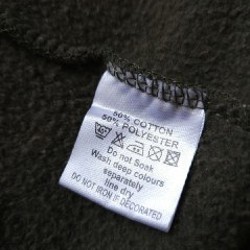 50% COTTON
50% POLYESTER
Do not Soak
Wash deep colours
separately
line dry
DO NOT IRON IF DECORATED